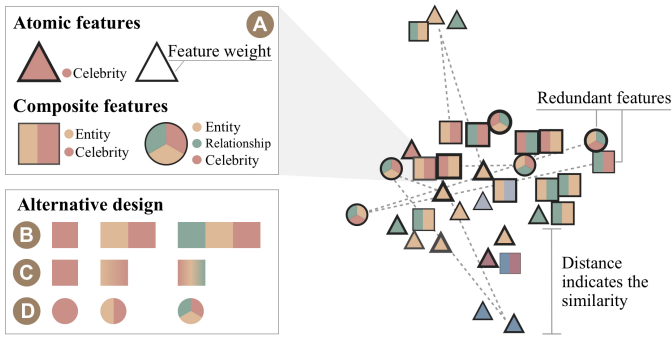 Atomic features
A
Feature weight
Celebrity
Composite features
Entity
Celebrity
Entity
Relationship
Celebrity
Alternative design
B
C
D
Redundant features
Distance
indicates the
similarity